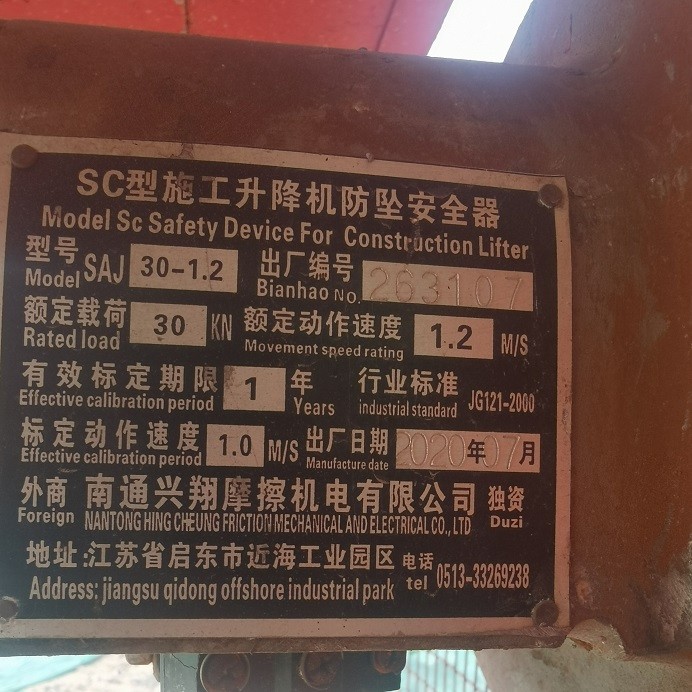 SC型施工升降机防坠安全器
Model Sc Safety Device For Construction Lifter
型号 SAJ 30-1.2 出厂编号 263107
Model Bianhao No.
额定载荷 30 KN 额定动作速度 1.2 M/S
Rated load Movement speed rating
有效标定期限 1 年 行业标准 JG121-2000
Effective calibration period Years industrial standard
标定动作速度 1.0 M/S 出厂日期 2020年07月
Effective calibration period Manufacture date
外商 南通兴翔摩擦机电有限公司 独资
Foreign NANTONG HING CHEUNG FRICTION MECHANICAL AND ELECTRICAL CO., LTD Duzi
地址:江苏省启东市近海工业园区 电话 0513-33269238
Address: jiangsu qidong offshore industrial park tel